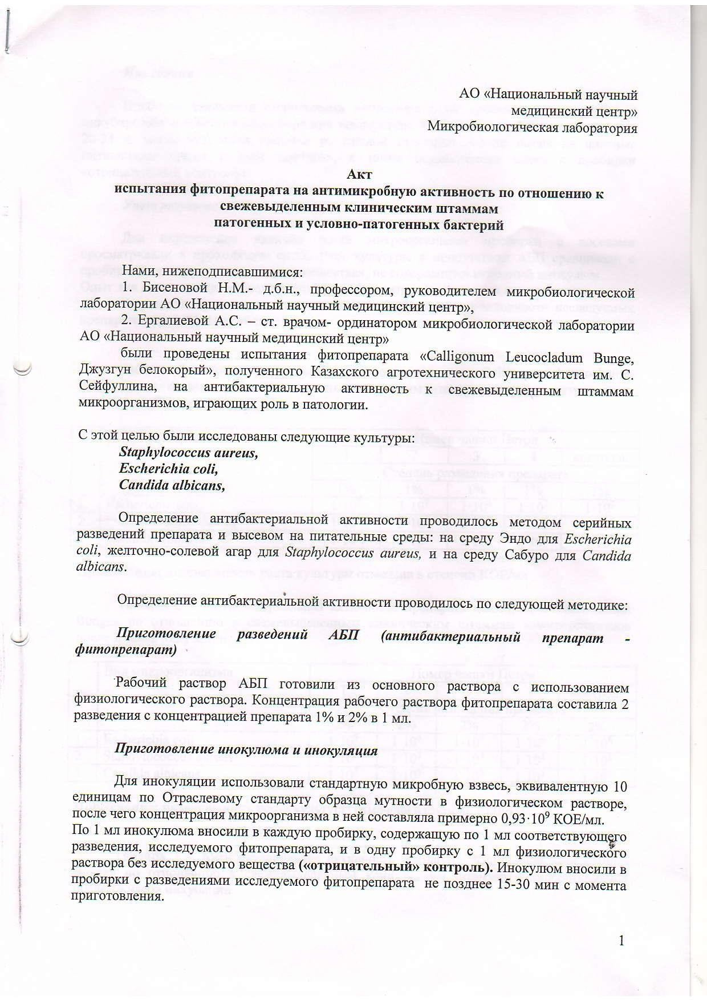 АО «Национальный научный
медицинский центр»
Микробиологическая лаборатория
Акт
испытания фитопрепарата на антимикробную активность по отношению к
свежевыделенным клиническим штаммам
патогенных и условно-патогенных бактерий
Нами, нижеподписавшимися:
1. Бисеновой Н.М.- д.б.н., профессором, руководителем микробиологической
лаборатории АО «Национальный научный медицинский центр»,
2. Ергалиевой А.С. – ст. врачом- ординатором микробиологической лаборатории
АО «Национальный научный медицинский центр»
были проведены испытания фитопрепарата «Calligonum Leucocladum Bunge,
Джузгун белокорый», полученного Казахского агротехнического университета им. С.
Сейфуллина, на антибактериальную активность к свежевыделенным штаммам
микроорганизмов, играющих роль в патологии.
С этой целью были исследованы следующие культуры:
Staphylococcus aureus,
Escherichia coli,
Candida albicans,
Определение антибактериальной активности проводилось методом серийных
разведений препарата и высевом на питательные среды: на среду Эндо для Escherichia
coli, желточно-солевой агар для Staphylococcus aureus, и на среду Сабуро для Candida
albicans.
Определение антибактериальной активности проводилось по следующей методике:
Приготовление разведений АБП (антибактериальный препарат -
фитопрепарат)
Рабочий раствор АБП готовили из основного раствора с использованием
физиологического раствора. Концентрация рабочего раствора фитопрепарата составила 2
разведения с концентрацией препарата 1% и 2% в 1 мл.
Приготовление инокулюма и инокуляция
Для инокуляции использовали стандартную микробную взвесь, эквивалентную 10
единицам по Отраслевому стандарту образца мутности в физиологическом растворе,
после чего концентрация микроорганизма в ней составляла примерно 0,93·10⁹ КОЕ/мл.
По 1 мл инокулюма вносили в каждую пробирку, содержащую по 1 мл соответствующего
разведения, исследуемого фитопрепарата, и в одну пробирку с 1 мл физиологического
раствора без исследуемого вещества («отрицательный» контроль). Инокулюм вносили в
пробирки с разведениями исследуемого фитопрепарата не позднее 15-30 мин с момента
приготовления.
1